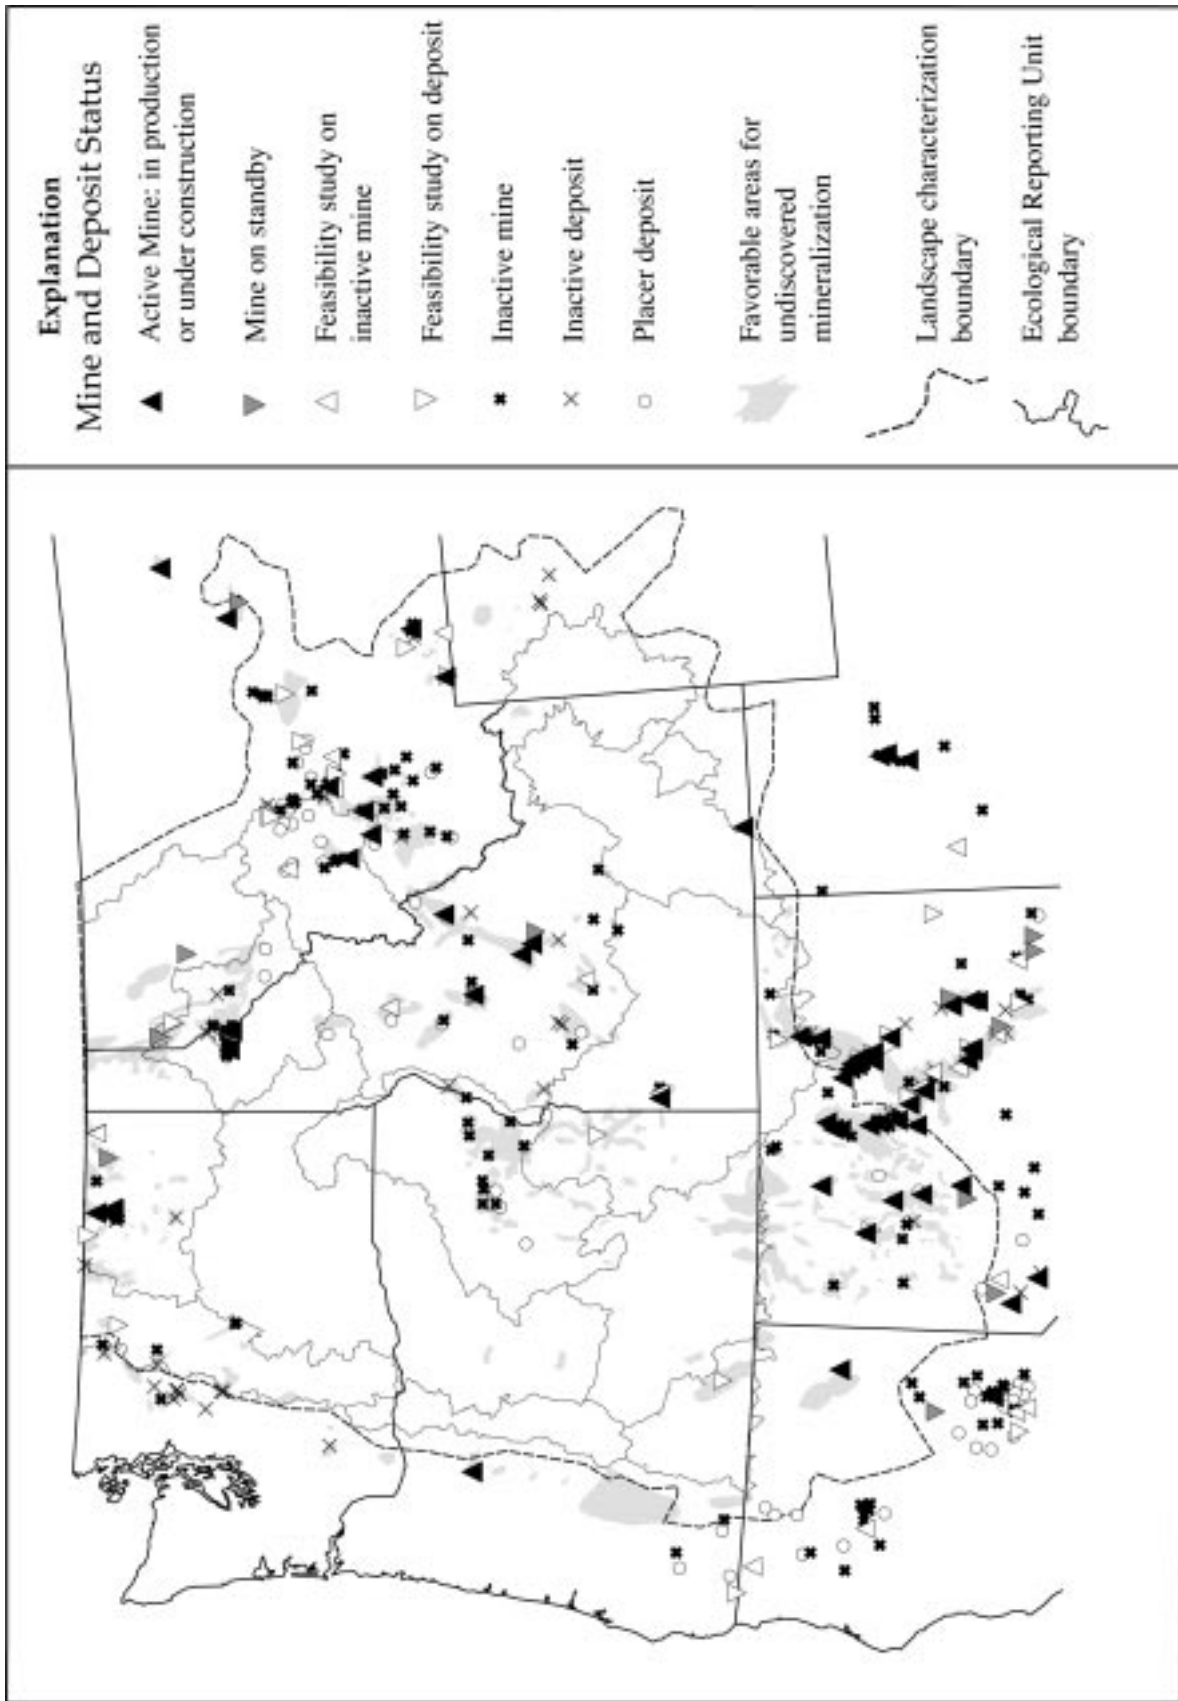 Explanation
Mine and Deposit Status
Active Mine: in production
or under construction
Mine on standby
Feasibility study on
inactive mine
Feasibility study on deposit
Inactive mine
Inactive deposit
Placer deposit
Favorable areas for
undiscovered
mineralization
Landscape characterization
boundary
Ecological Reporting Unit
boundary